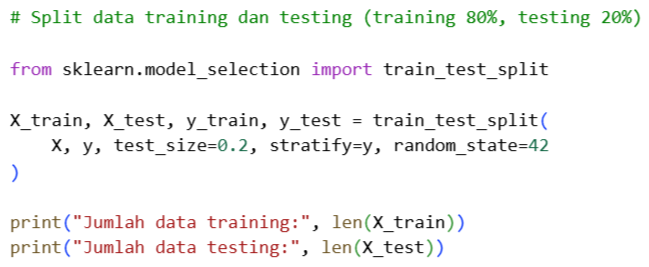 # Split data training dan testing (training 80%, testing 20%)
from sklearn.model_selection import train_test_split
X_train, X_test, y_train, y_test = train_test_split(
    X, y, test_size=0.2, stratify=y, random_state=42
)
print("Jumlah data training:", len(X_train))
print("Jumlah data testing:", len(X_test))